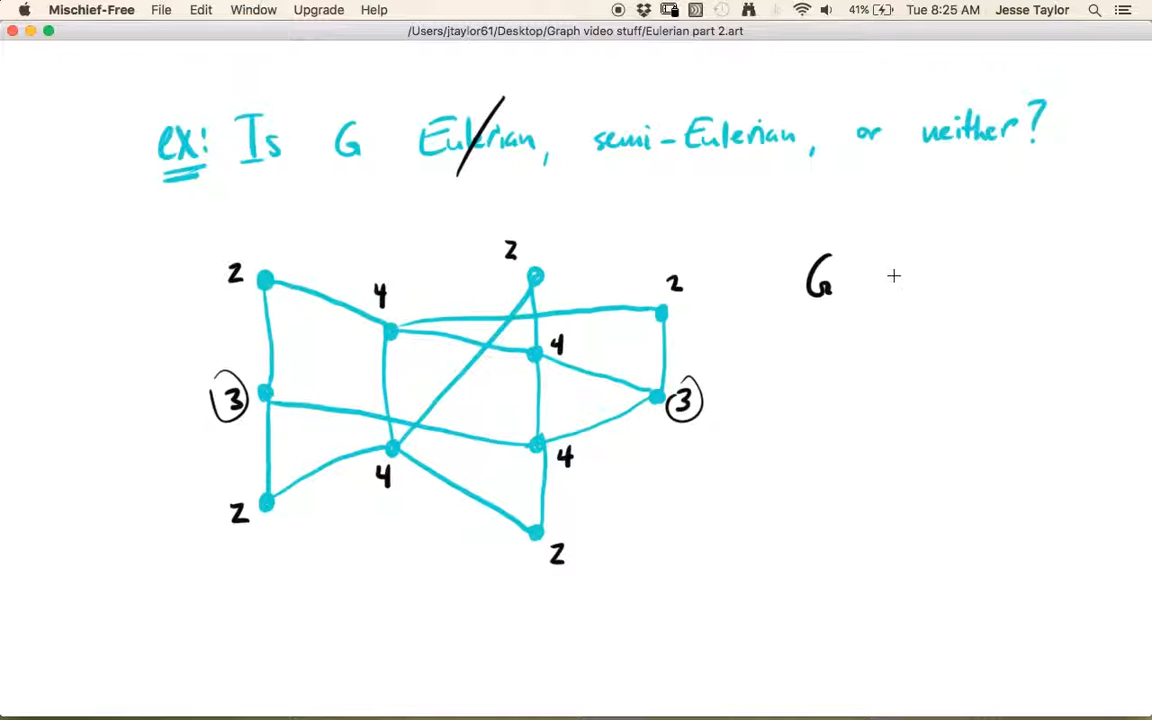 Mischief-Free File Edit Window Upgrade Help 41% Tue 8:25 AM Jesse Taylor
/Users/jtaylor61/Desktop/Graph video stuff/Eulerian part 2.art
ex: Is G Eulerian, semi-Eulerian, or neither?
2
2
4
2
G
4
3
3
4
4
2
2